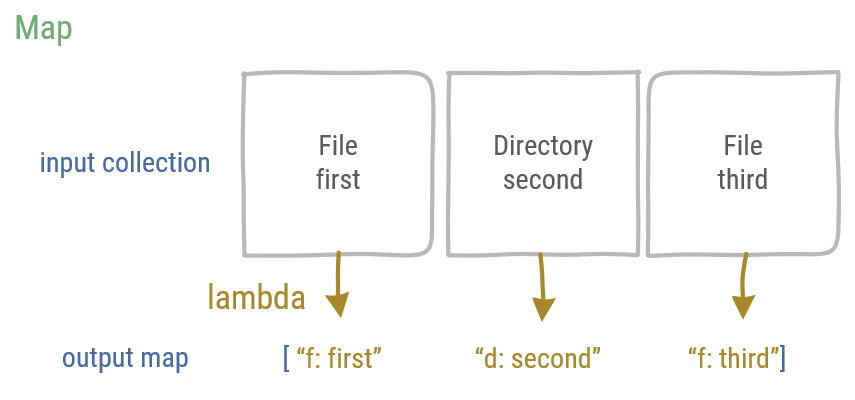 Map
input collection
File
first
Directory
second
File
third
lambda
output map
[ “f: first”
“d: second”
“f: third”]